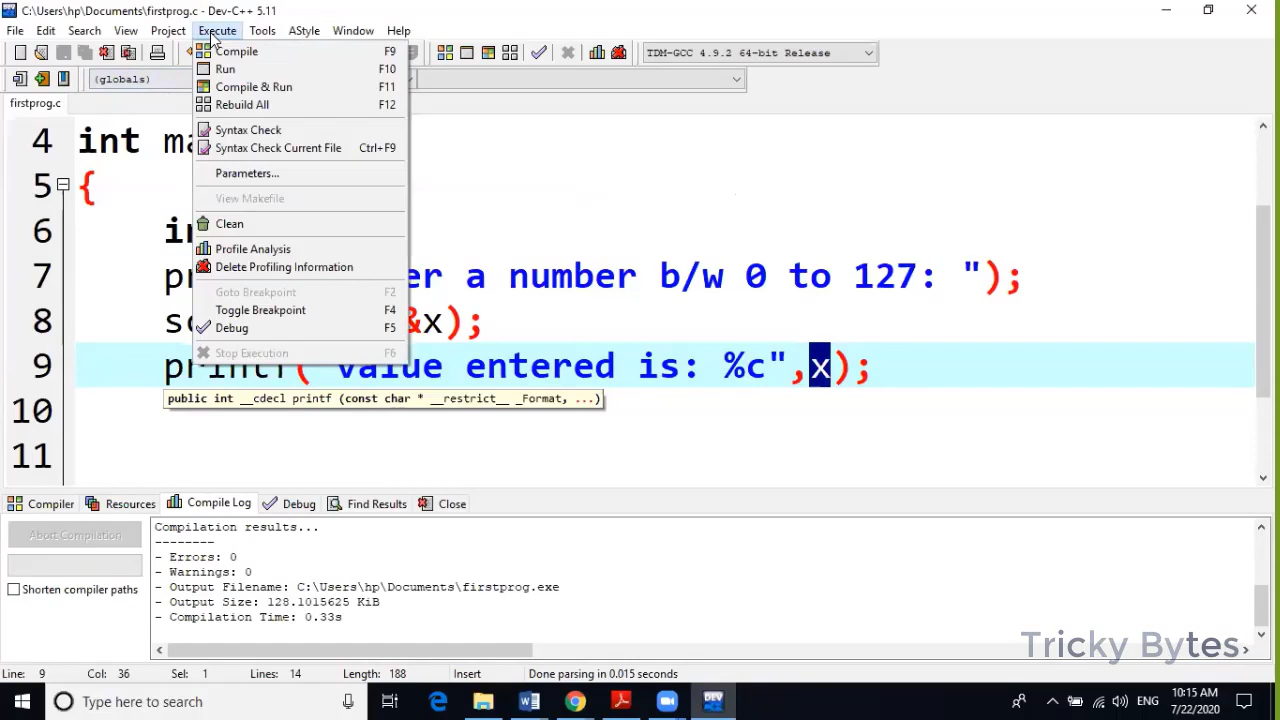 C:\Users\hp\Documents\firstprog.c - Dev-C++ 5.11
File Edit Search View Project Execute Tools AStyle Window Help
TDM-GCC 4.9.2 64-bit Release
(globals)
firstprog.c
Compile F9
Run F10
Compile & Run F11
Rebuild All F12
Syntax Check
Syntax Check Current File Ctrl+F9
Parameters...
View Makefile
Clean
Profile Analysis
Delete Profiling Information
Goto Breakpoint F2
Toggle Breakpoint F4
Debug F5
Stop Execution F6
4 int ma
5 {
6 in
7 pr er a number b/w 0 to 127: ");
8 sc &x);
9 printf( "Value entered is: %c",x);
public int __cdecl printf (const char * __restrict__ _Format, ...)
10
11
Compiler Resources Compile Log Debug Find Results Close
Abort Compilation
Shorten compiler paths
Compilation results...
--------
- Errors: 0
- Warnings: 0
- Output Filename: C:\Users\hp\Documents\firstprog.exe
- Output Size: 128.1015625 KiB
- Compilation Time: 0.33s
Tricky Bytes
Line: 9 Col: 36 Sel: 1 Lines: 14 Length: 188 Insert Done parsing in 0.015 seconds
Type here to search
ENG
10:15 AM
7/22/2020